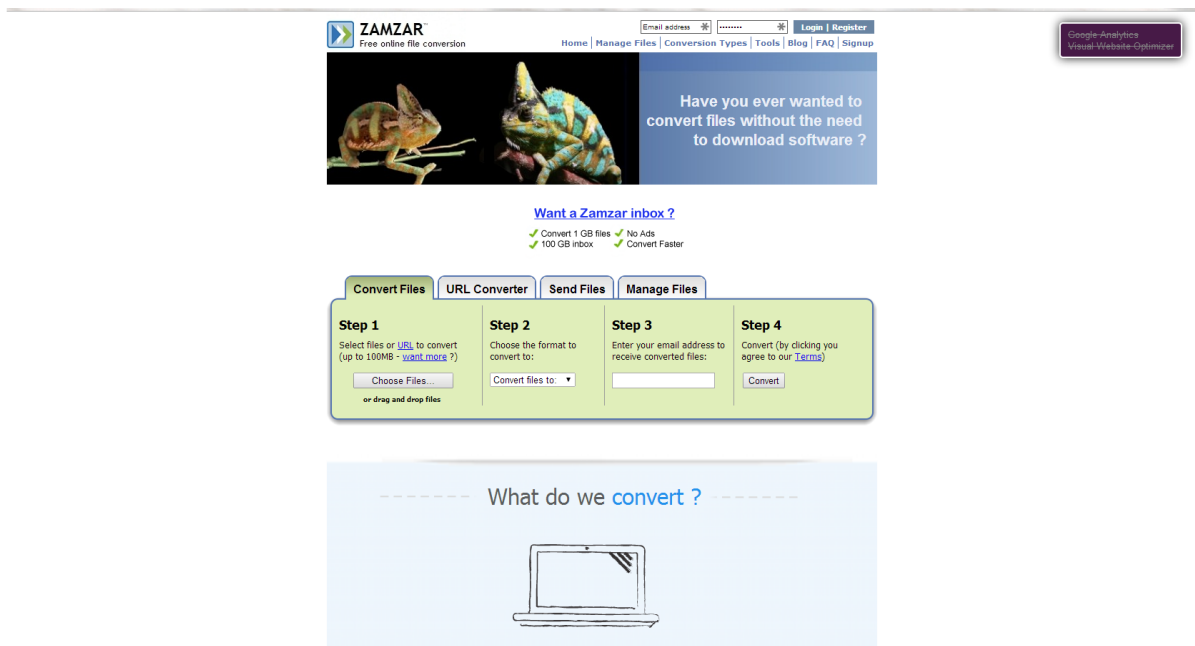 ZAMZAR™
Free online file conversion
Email address
········
Login | Register
Home | Manage Files | Conversion Types | Tools | Blog | FAQ | Signup
Google Analytics
Visual Website Optimizer
Have you ever wanted to
convert files without the need
to download software ?
Want a Zamzar inbox ?
Convert 1 GB files No Ads
100 GB inbox Convert Faster
Convert Files
URL Converter
Send Files
Manage Files
Step 1
Select files or URL to convert
(up to 100MB - want more ?)
Choose Files...
or drag and drop files
Step 2
Choose the format to
convert to:
Convert files to:
Step 3
Enter your email address to
receive converted files:
Step 4
Convert (by clicking you
agree to our Terms)
Convert
What do we convert ?